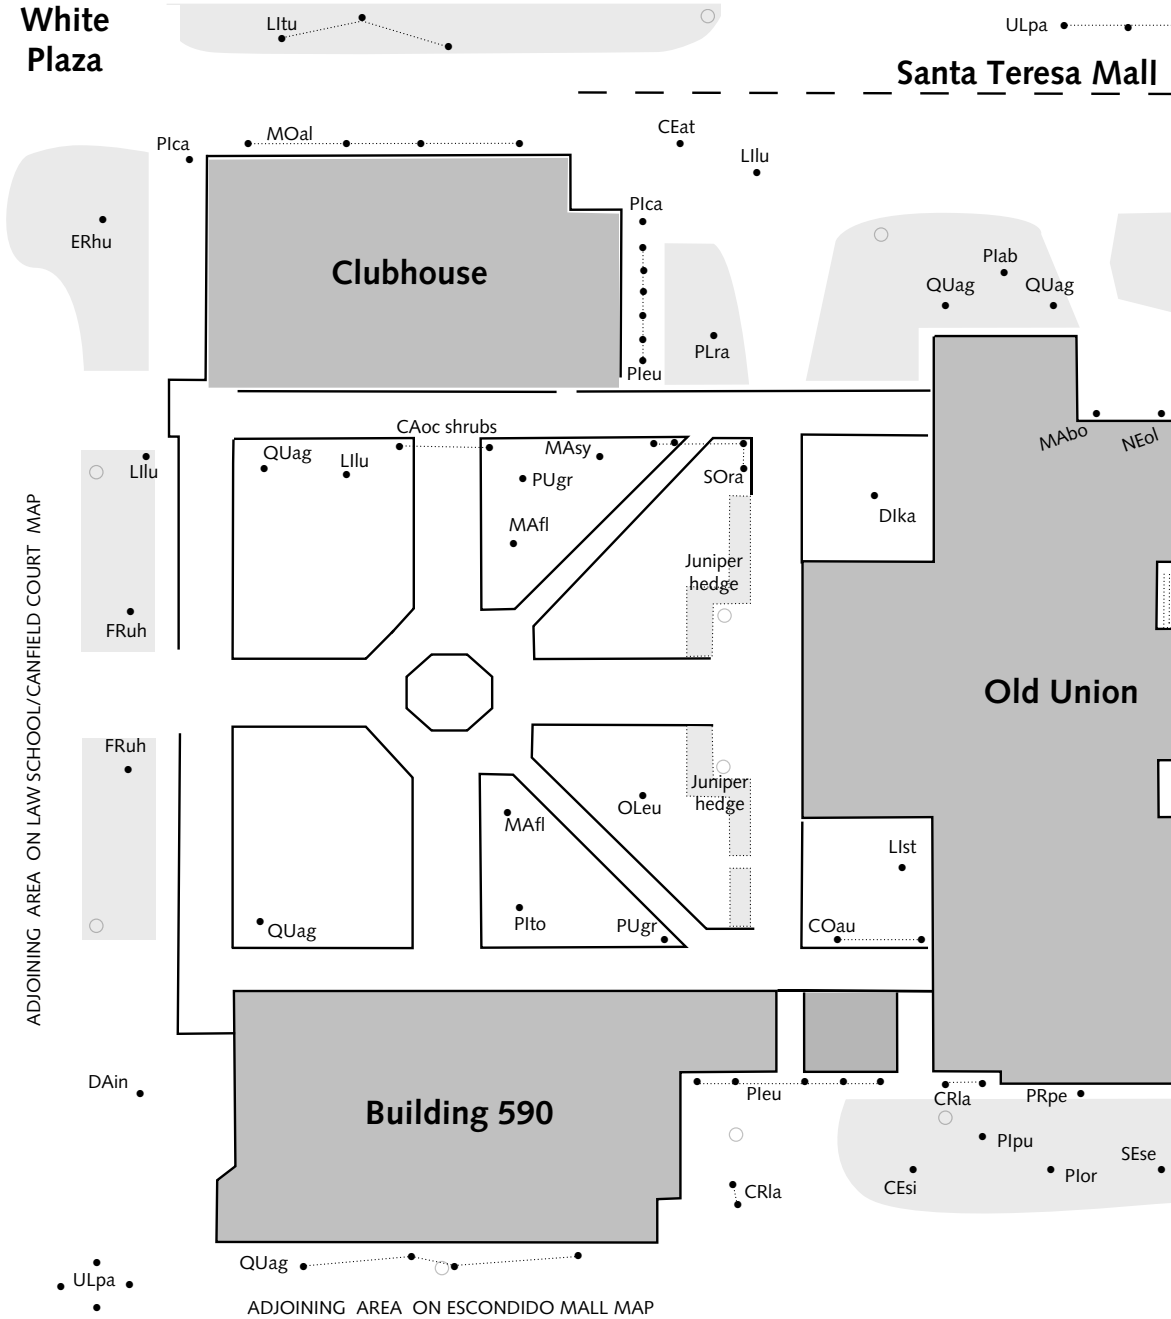 White
Plaza
LItu
ULpa
Santa Teresa Mall
PIca
MOal
CEat
LIlu
ERhu
Clubhouse
PIca
PIab
QUag
QUag
PLra
PIeu
CAoc shrubs
MAbo
NEol
QUag
LIlu
LIlu
MAsy
PUgr
SOra
MAfl
DIka
Juniper
hedge
FRuh
ADJOINING AREA ON LAW SCHOOL/CANFIELD COURT MAP
Old Union
FRuh
Juniper
hedge
OLeu
MAfl
LIst
QUag
PIto
PUgr
COau
DAin
Building 590
PIeu
CRla
PRpe
PIpu
SEse
CEsi
PIor
CRla
QUag
ULpa
ADJOINING AREA ON ESCONDIDO MALL MAP